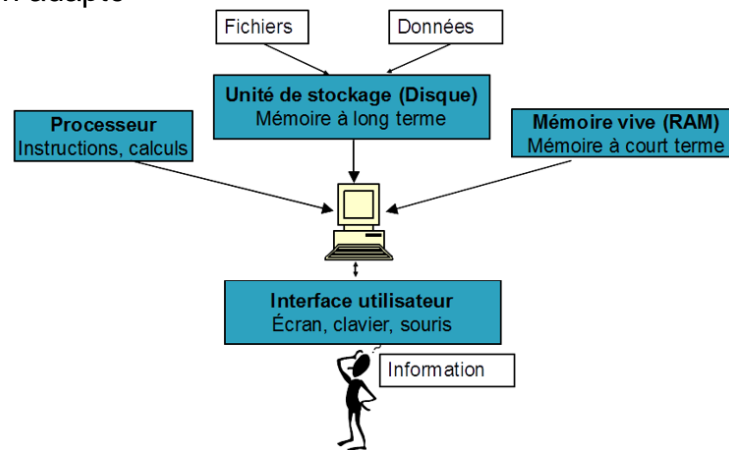 n adapté
Fichiers
Données
Unité de stockage (Disque)
Mémoire à long terme
Processeur
Instructions, calculs
Mémoire vive (RAM)
Mémoire à court terme
Interface utilisateur
Écran, clavier, souris
Information